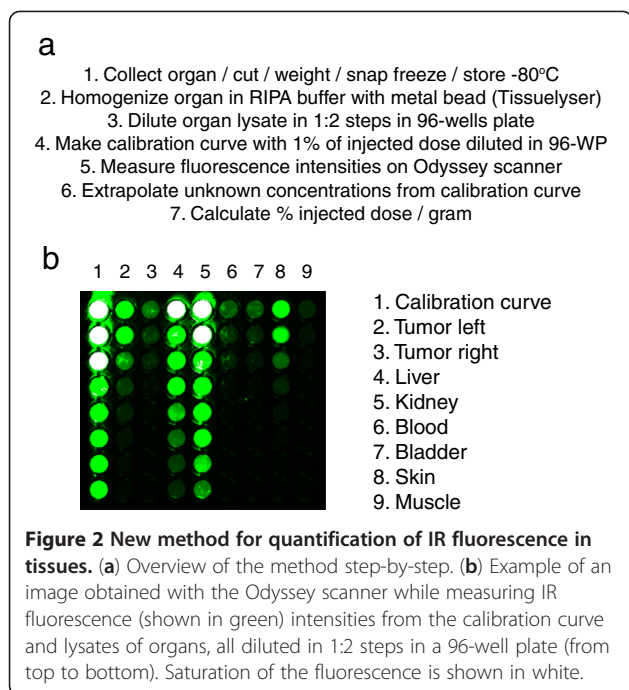 a
1. Collect organ / cut / weight / snap freeze / store -80°C
2. Homogenize organ in RIPA buffer with metal bead (Tissuelyser)
3. Dilute organ lysate in 1:2 steps in 96-wells plate
4. Make calibration curve with 1% of injected dose diluted in 96-WP
5. Measure fluorescence intensities on Odyssey scanner
6. Extrapolate unknown concentrations from calibration curve
7. Calculate % injected dose / gram
b
1 2 3 4 5 6 7 8 9
1. Calibration curve
2. Tumor left
3. Tumor right
4. Liver
5. Kidney
6. Blood
7. Bladder
8. Skin
9. Muscle
Figure 2 New method for quantification of IR fluorescence in
tissues. (a) Overview of the method step-by-step. (b) Example of an
image obtained with the Odyssey scanner while measuring IR
fluorescence (shown in green) intensities from the calibration curve
and lysates of organs, all diluted in 1:2 steps in a 96-well plate (from
top to bottom). Saturation of the fluorescence is shown in white.